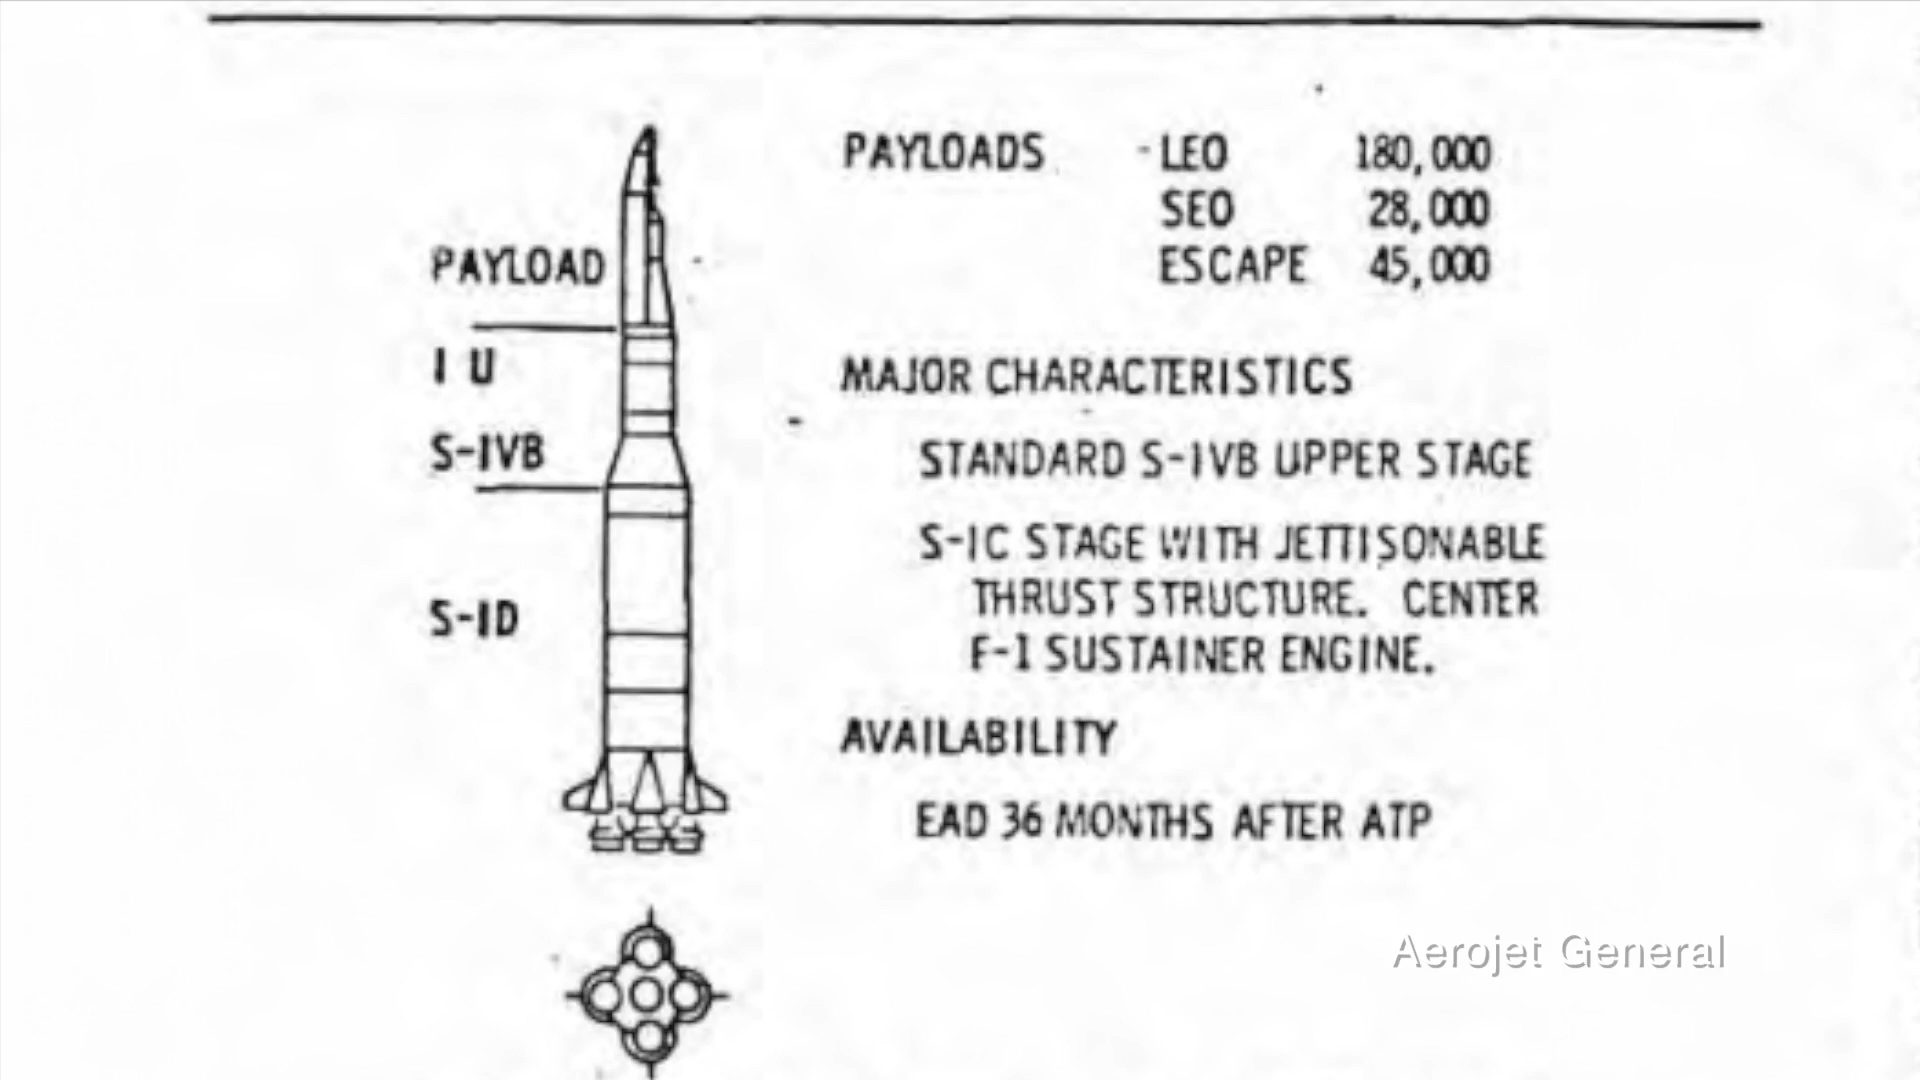 PAYLOADS - LEO 180,000
SEO 28,000
ESCAPE 45,000
PAYLOAD
I U
S-IVB
S-ID
MAJOR CHARACTERISTICS
STANDARD S-IVB UPPER STAGE
S-IC STAGE WITH JETTISONABLE
THRUST STRUCTURE. CENTER
F-1 SUSTAINER ENGINE.
AVAILABILITY
EAD 36 MONTHS AFTER ATP
Aerojet General